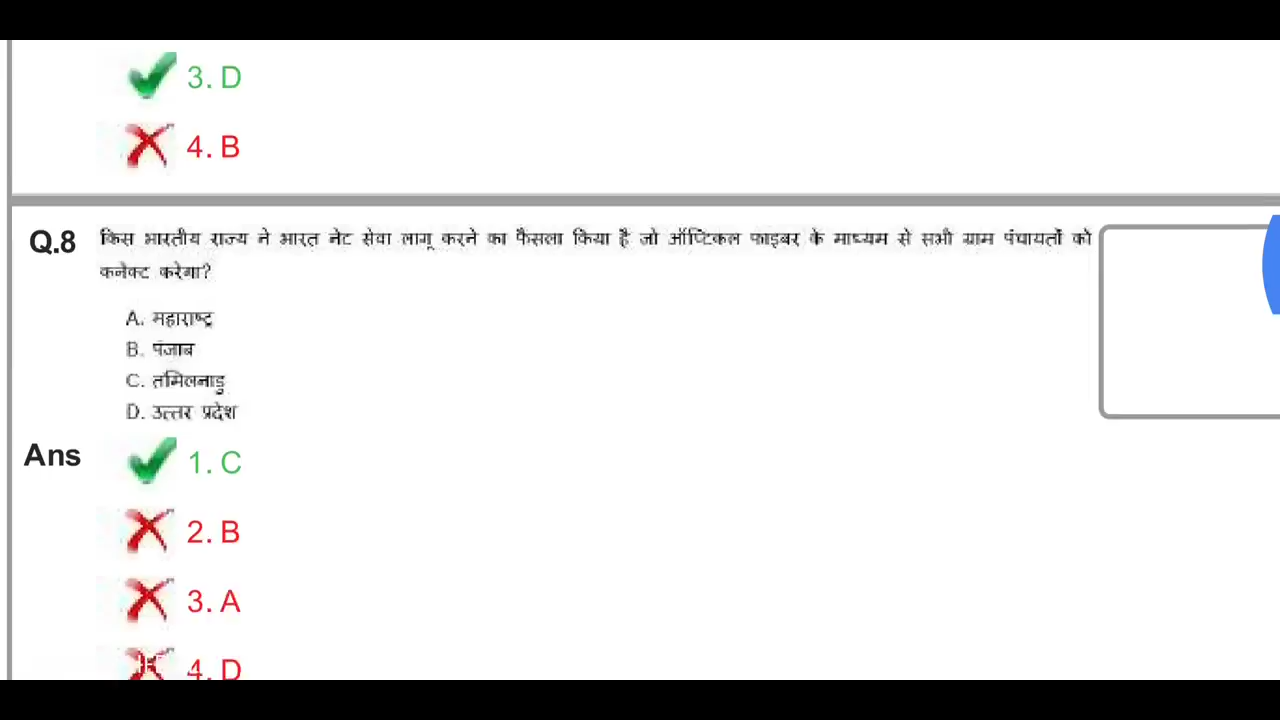 3. D
4. B
Q.8 किस भारतीय राज्य ने भारत नेट सेवा लागू करने का फैसला किया है जो ऑप्टिकल फाइबर के माध्यम से सभी ग्राम पंचायतों को
कनेक्ट करेगा?
A. महाराष्ट्र
B. पंजाब
C. तमिलनाडु
D. उत्तर प्रदेश
Ans 1. C
2. B
3. A
4. D